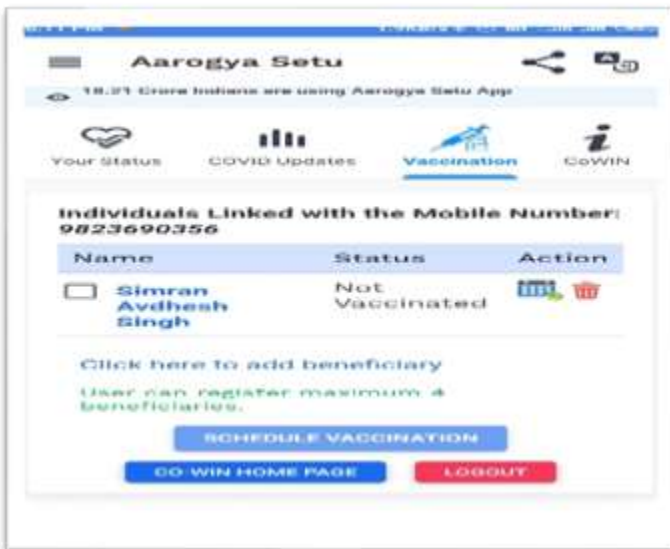 Aarogya Setu
18.21 Crore Indians are using Aarogya Setu App
Your Status COVID Updates Vaccination CoWIN
Individuals Linked with the Mobile Number:
9823690356
Name Status Action
Simran Not
Avdhesh Vaccinated
Singh
Click here to add beneficiary
User can register maximum 4
beneficiaries.
SCHEDULE VACCINATION
CO-WIN HOME PAGE LOGOUT